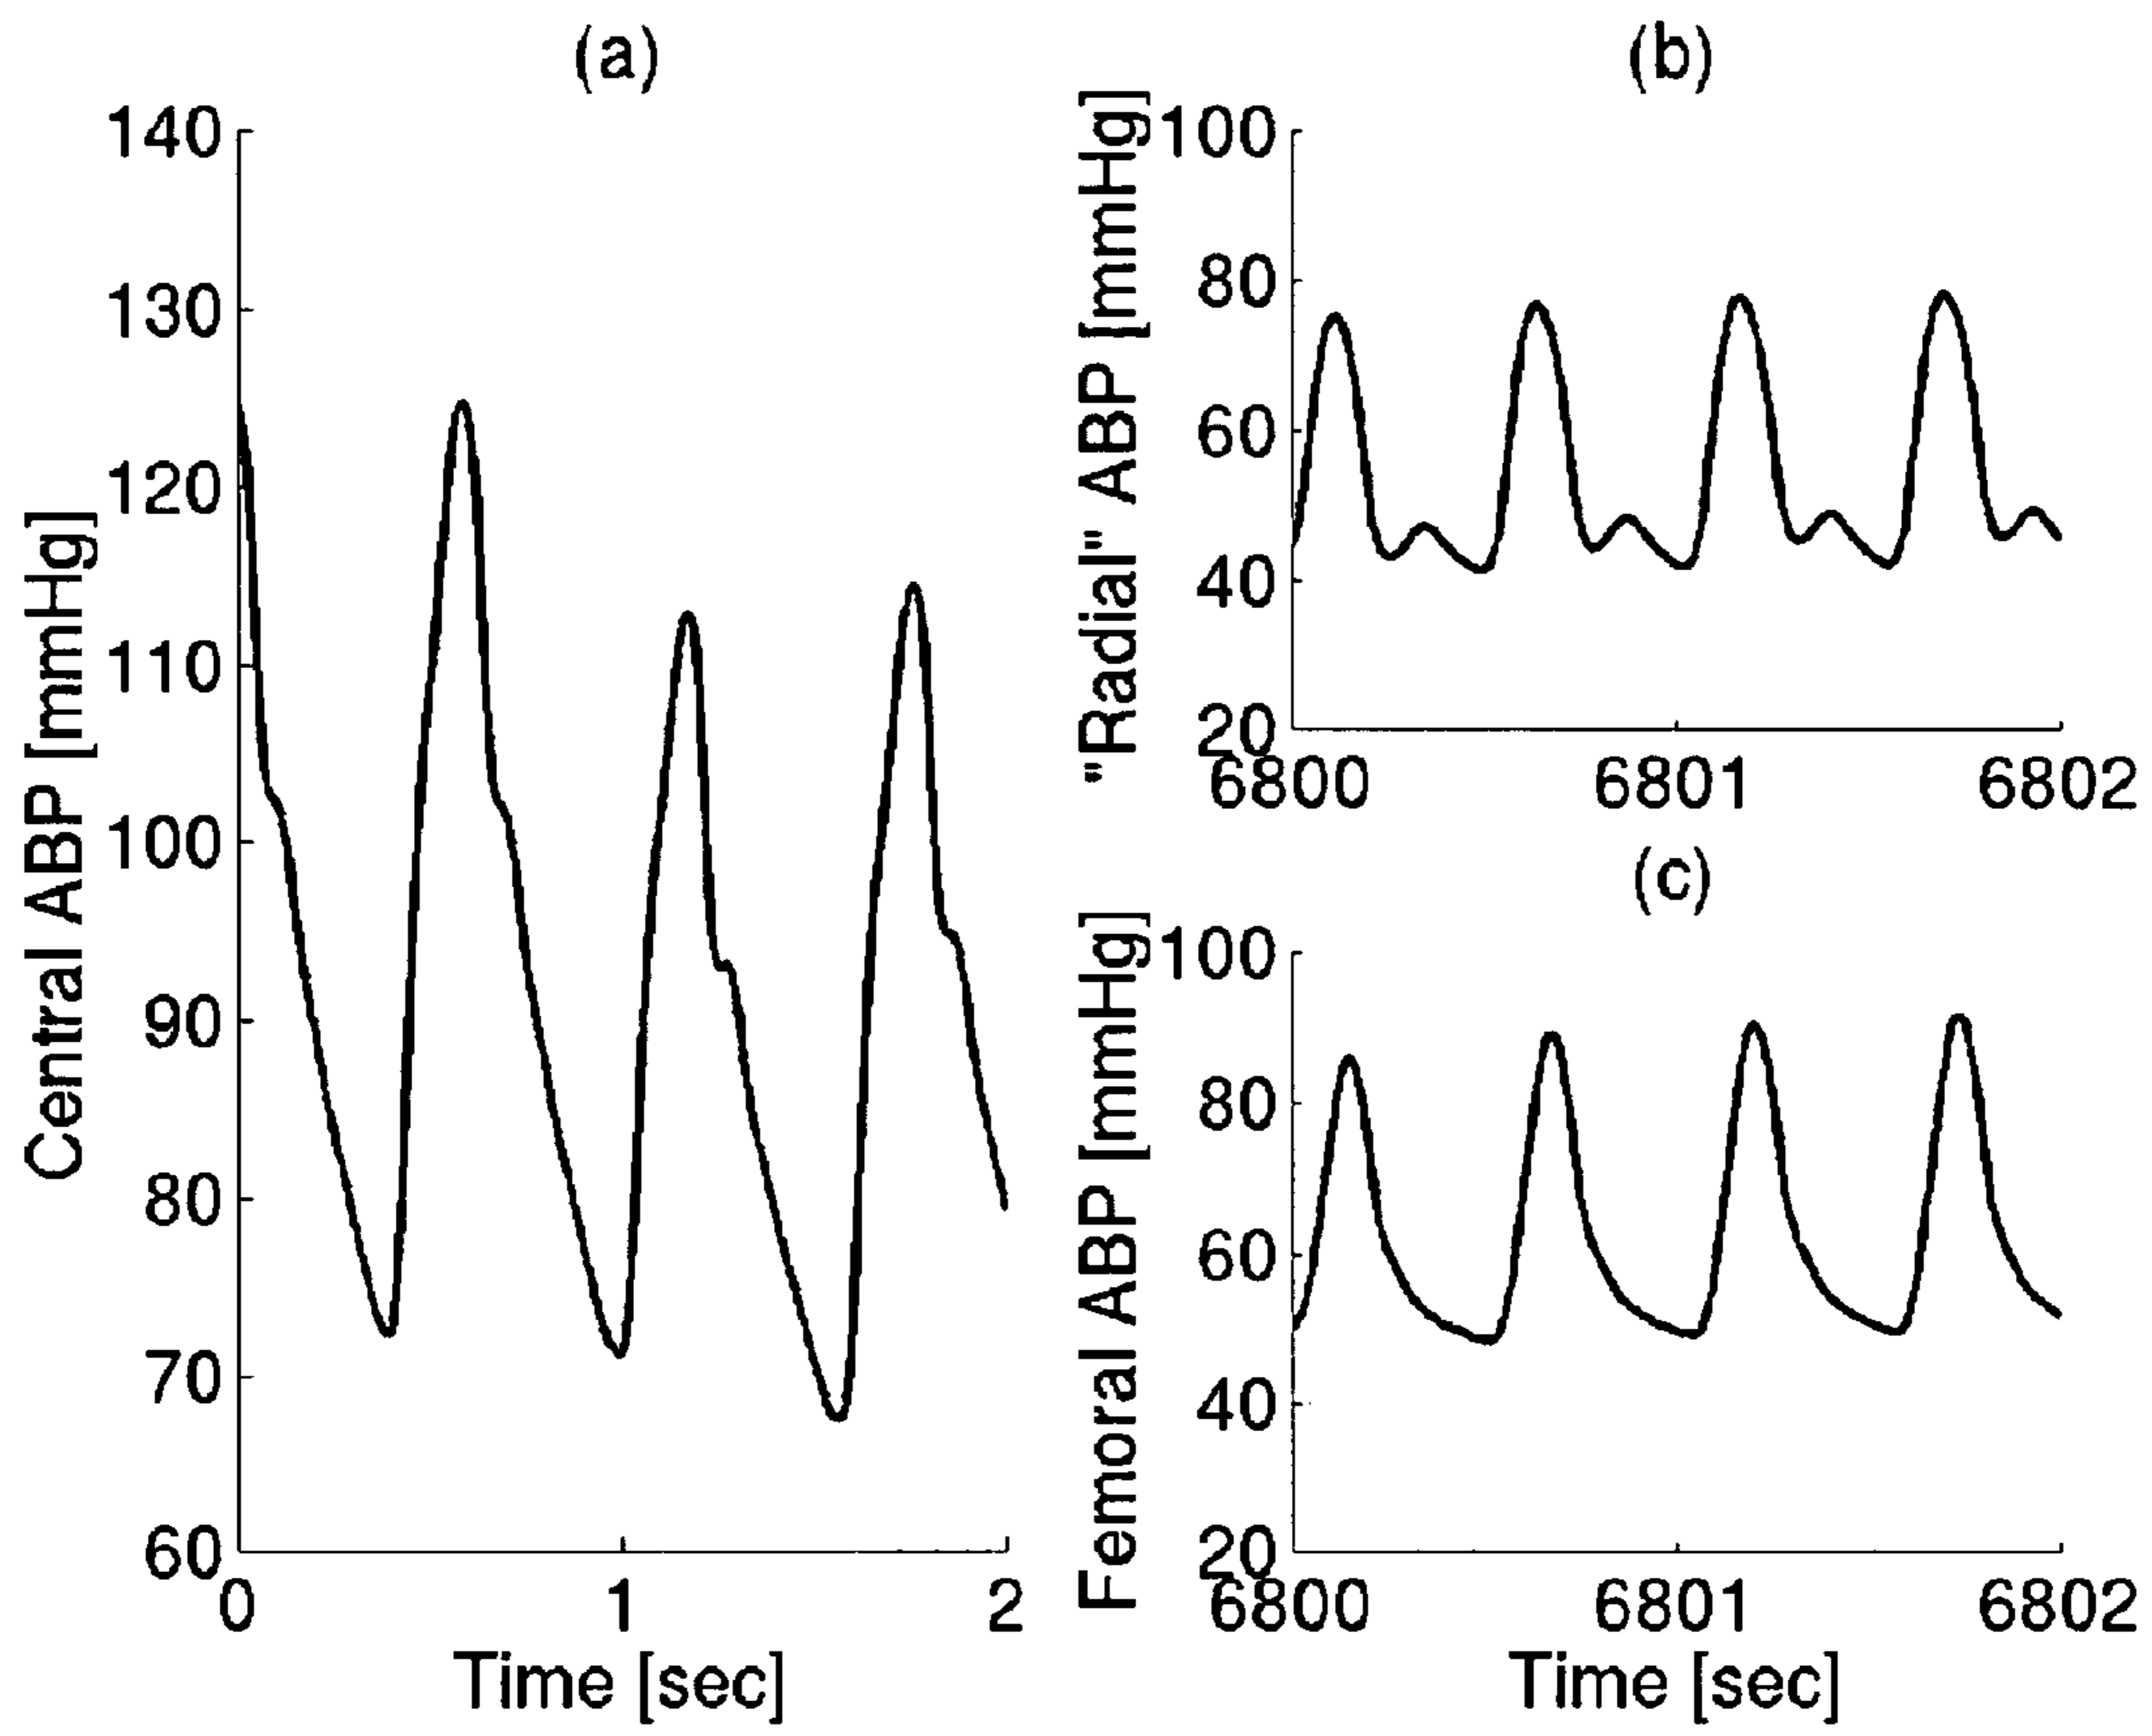 (a)
140
130
120
110
100
90
80
70
60
0 1 2
Central ABP [mmHg]
Time [sec]
(b)
100
80
60
40
20
6800 6801 6802
"Radial" ABP [mmHg]
(c)
100
80
60
40
20
6800 6801 6802
Femoral ABP [mmHg]
Time [sec]